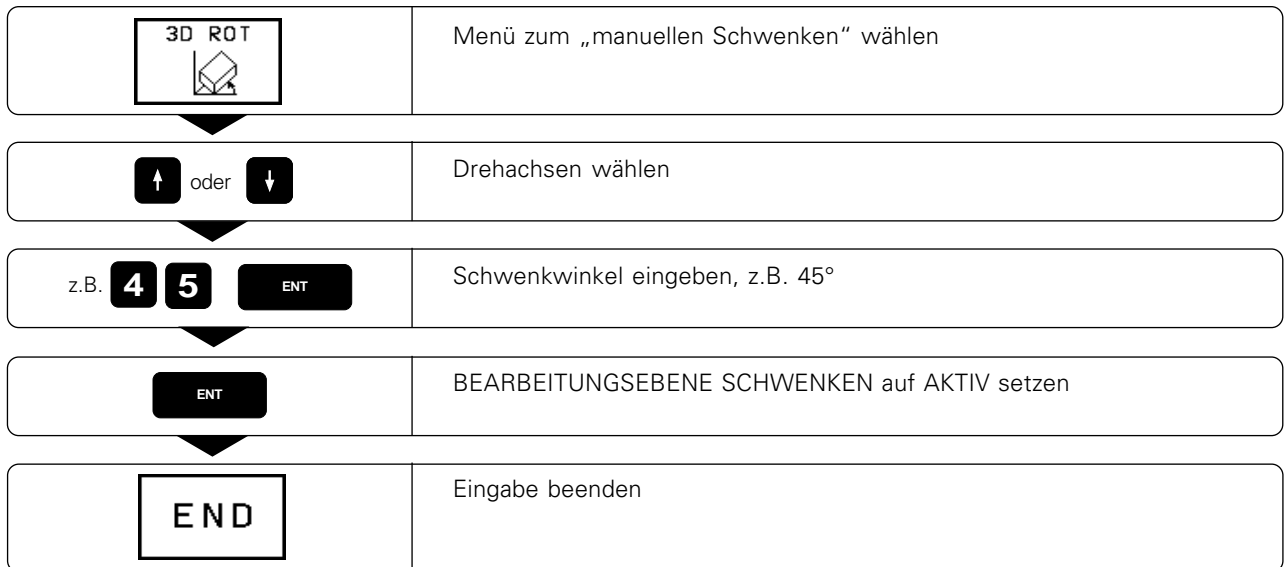 3D ROT
Menü zum „manuellen Schwenken“ wählen
oder
Drehachsen wählen
z.B. 4 5 ENT
Schwenkwinkel eingeben, z.B. 45°
ENT
BEARBEITUNGSEBENE SCHWENKEN auf AKTIV setzen
END
Eingabe beenden